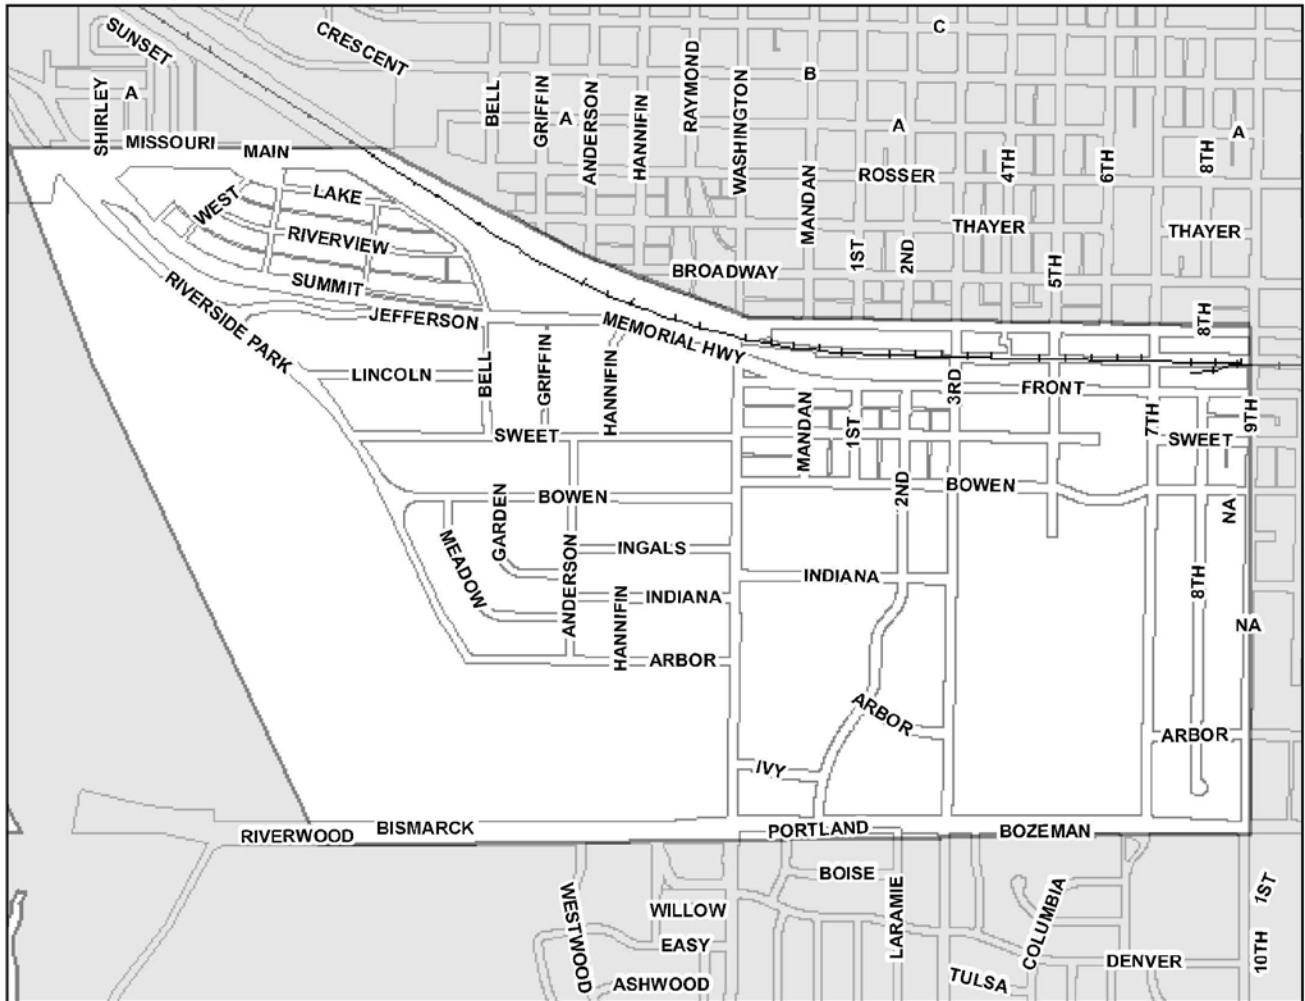 SUNSET
CRESCENT
C
B
SHIRLEY
A
BELL
GRIFFIN
A
ANDERSON
HANNIFIN
RAYMOND
WASHINGTON
A
A
MISSOURI
MAIN
4TH
6TH
8TH
ROSSER
WEST
LAKE
MANDAN
THAYER
THAYER
RIVERVIEW
1ST
2ND
5TH
BROADWAY
SUMMIT
RIVERSIDE PARK
JEFFERSON
MEMORIAL HWY
8TH
LINCOLN
BELL
GRIFFIN
HANNIFIN
3RD
FRONT
MANDAN
1ST
7TH
9TH
SWEET
SWEET
2ND
BOWEN
BOWEN
GARDEN
NA
MEADOW
ANDERSON
INGALS
INDIANA
8TH
INDIANA
HANNIFIN
NA
ARBOR
ARBOR
ARBOR
IVY
RIVERWOOD
BISMARCK
PORTLAND
BOZEMAN
BOISE
WESTWOOD
WILLOW
LARAMIE
COLUMBIA
1ST
EASY
DENVER
10TH
ASHWOOD
TULSA